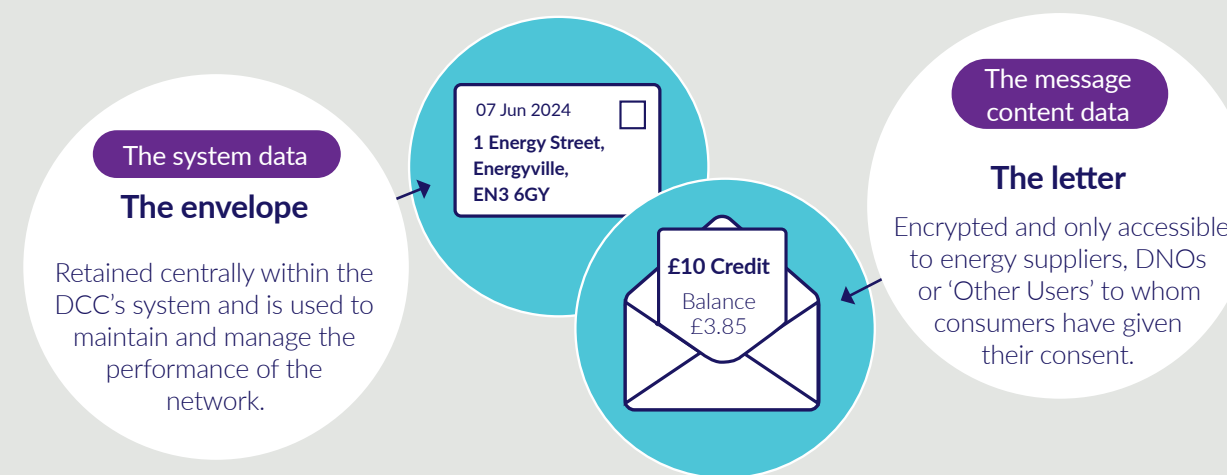 The system data
The envelope
Retained centrally within the
DCC’s system and is used to
maintain and manage the
performance of the
network.
07 Jun 2024
1 Energy Street,
Energyville,
EN3 6GY
£10 Credit
Balance
£3.85
The message
content data
The letter
Encrypted and only accessible
to energy suppliers, DNOs
or ‘Other Users’ to whom
consumers have given
their consent.